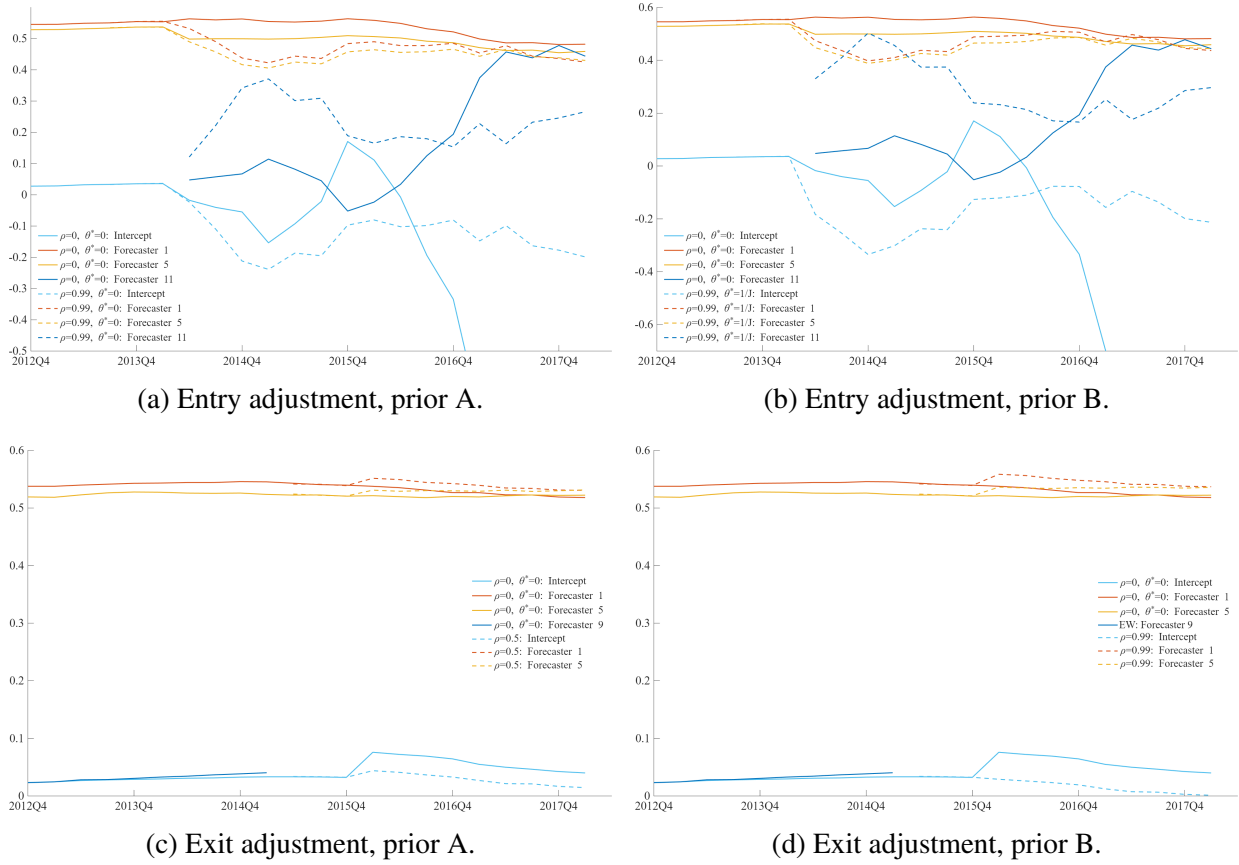 0.5
0.4
0.3
0.2
0.1
0
-0.1
-0.2
-0.3
-0.4
-0.5
ρ=0, θ*=0: Intercept
ρ=0, θ*=0: Forecaster 1
ρ=0, θ*=0: Forecaster 5
ρ=0, θ*=0: Forecaster 11
ρ=0.99, θ*=0: Intercept
ρ=0.99, θ*=0: Forecaster 1
ρ=0.99, θ*=0: Forecaster 5
ρ=0.99, θ*=0: Forecaster 11
2012Q4 2013Q4 2014Q4 2015Q4 2016Q4 2017Q4
(a) Entry adjustment, prior A.
0.6
0.4
0.2
0
-0.2
-0.4
-0.6
ρ=0, θ*=0: Intercept
ρ=0, θ*=0: Forecaster 1
ρ=0, θ*=0: Forecaster 5
ρ=0, θ*=0: Forecaster 11
ρ=0.99, θ*=1/J: Intercept
ρ=0.99, θ*=1/J: Forecaster 1
ρ=0.99, θ*=1/J: Forecaster 5
ρ=0.99, θ*=1/J: Forecaster 11
2012Q4 2013Q4 2014Q4 2015Q4 2016Q4 2017Q4
(b) Entry adjustment, prior B.
0.6
0.5
0.4
0.3
0.2
0.1
0
ρ=0, θ*=0: Intercept
ρ=0, θ*=0: Forecaster 1
ρ=0, θ*=0: Forecaster 5
ρ=0, θ*=0: Forecaster 9
ρ=0.5: Intercept
ρ=0.5: Forecaster 1
ρ=0.5: Forecaster 5
2012Q4 2013Q4 2014Q4 2015Q4 2016Q4 2017Q4
(c) Exit adjustment, prior A.
0.6
0.5
0.4
0.3
0.2
0.1
0
ρ=0, θ*=0: Intercept
ρ=0, θ*=0: Forecaster 1
ρ=0, θ*=0: Forecaster 5
EW: Forecaster 9
ρ=0.99: Intercept
ρ=0.99: Forecaster 1
ρ=0.99: Forecaster 5
2012Q4 2013Q4 2014Q4 2015Q4 2016Q4 2017Q4
(d) Exit adjustment, prior B.